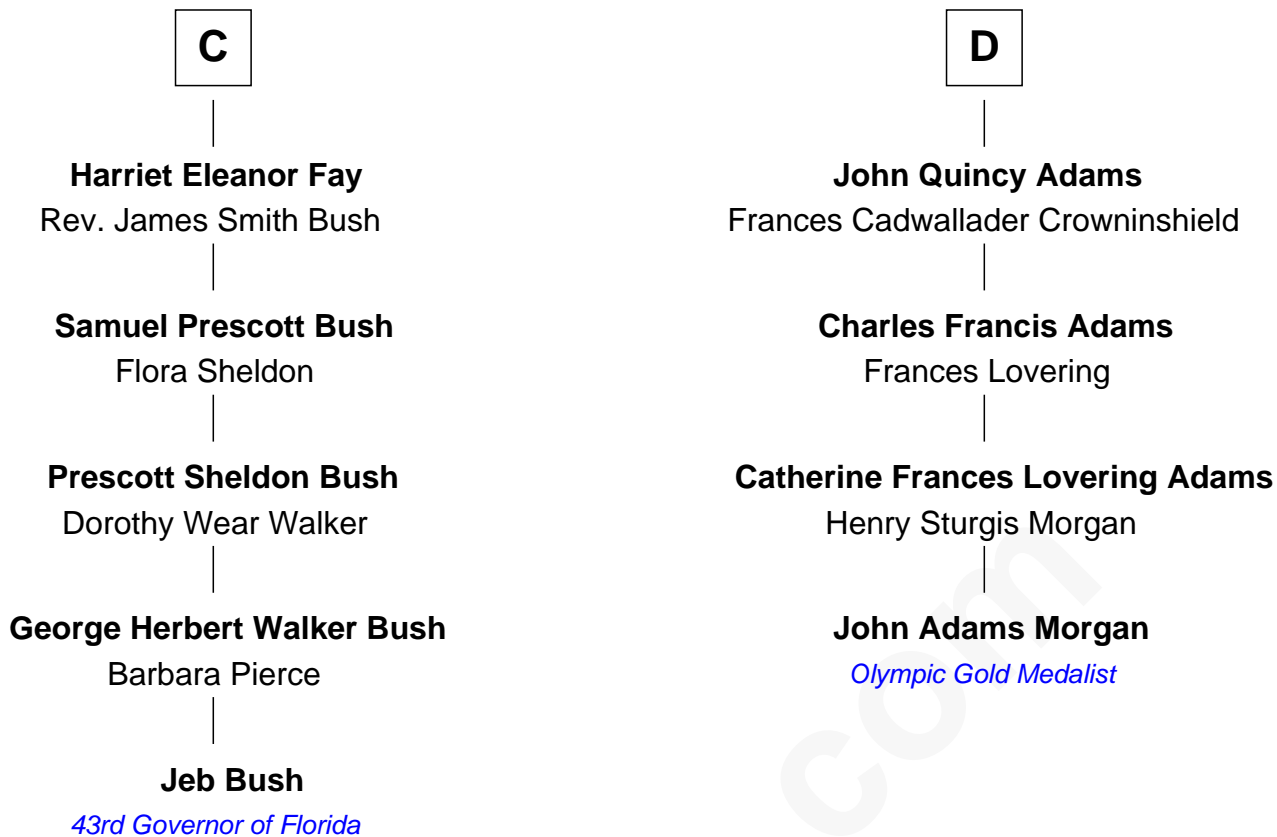 C
Harriet Eleanor Fay
Rev. James Smith Bush
Samuel Prescott Bush
Flora Sheldon
Prescott Sheldon Bush
Dorothy Wear Walker
George Herbert Walker Bush
Barbara Pierce
Jeb Bush
43rd Governor of Florida
D
John Quincy Adams
Frances Cadwallader Crowninshield
Charles Francis Adams
Frances Lovering
Catherine Frances Lovering Adams
Henry Sturgis Morgan
John Adams Morgan
Olympic Gold Medalist
com